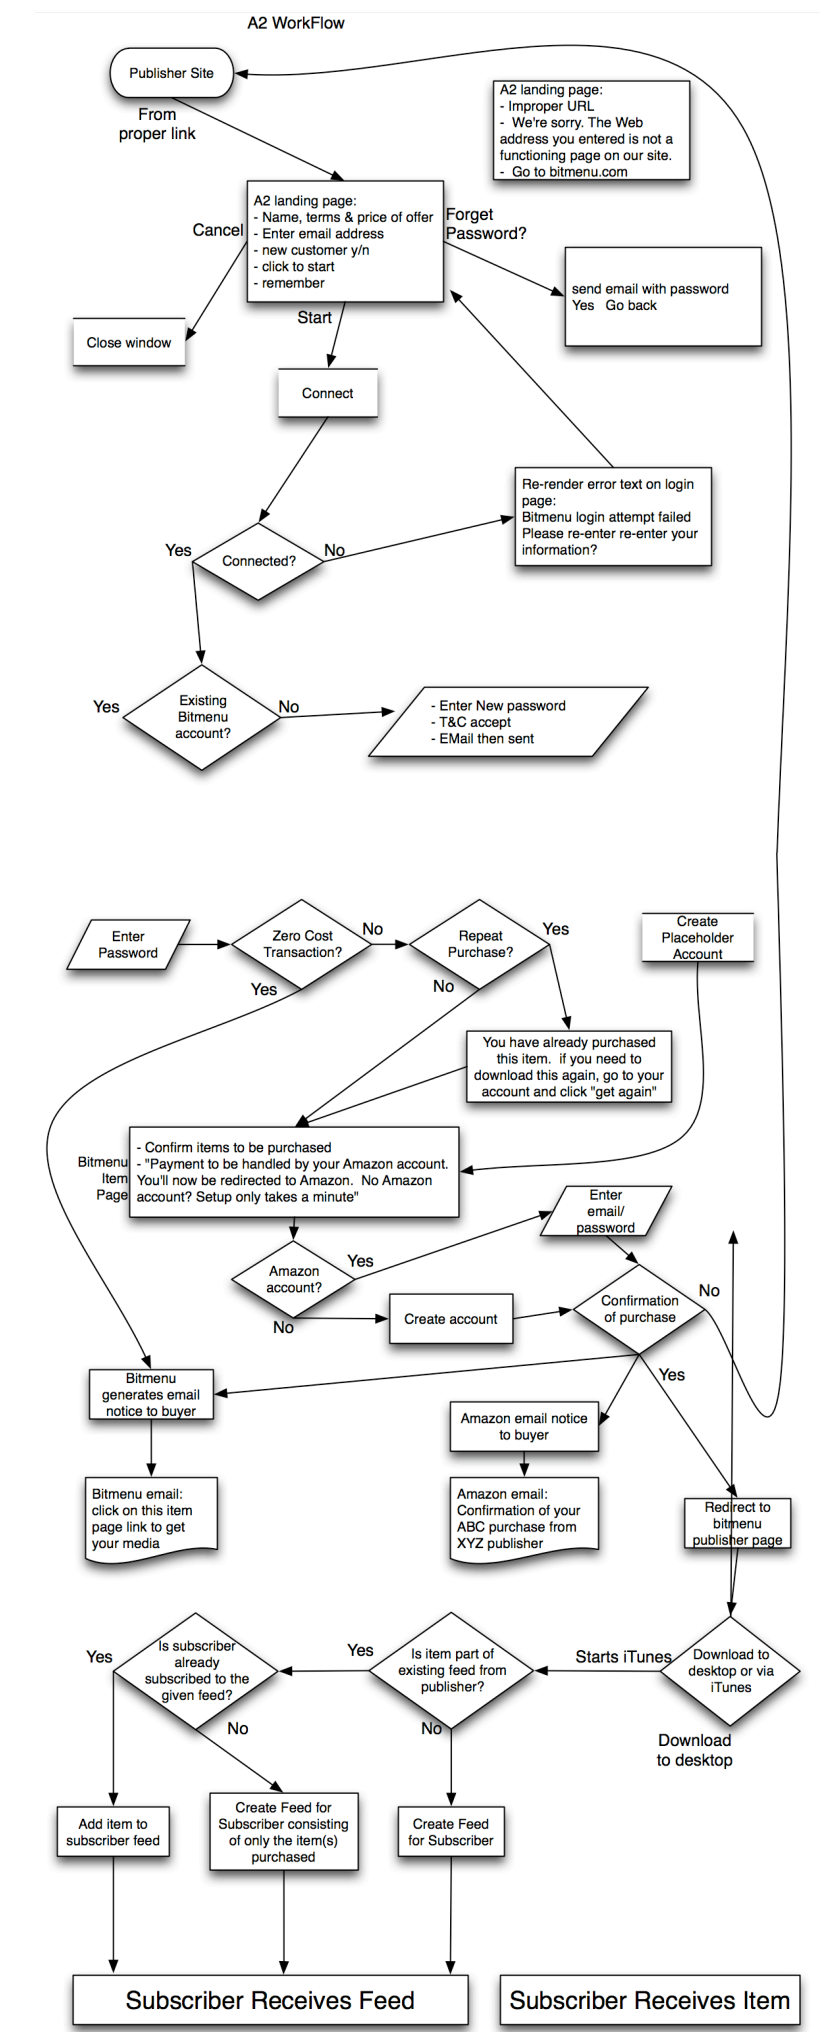 A2 WorkFlow
Publisher Site
From
proper link
A2 landing page:
- Improper URL
- We're sorry. The Web
address you entered is not a
functioning page on our site.
- Go to bitmenu.com
A2 landing page:
- Name, terms & price of offer
- Enter email address
- new customer y/n
- click to start
- remember
Cancel
Forget
Password?
send email with password
Yes Go back
Start
Close window
Connect
Re-render error text on login
page:
Bitmenu login attempt failed
Please re-enter re-enter your
information?
Yes
Connected?
No
Yes
Existing
Bitmenu
account?
No
- Enter New password
- T&C accept
- EMail then sent
Enter
Password
Zero Cost
Transaction?
No
Repeat
Purchase?
Yes
Create
Placeholder
Account
Yes
No
You have already purchased
this item. if you need to
download this again, go to your
account and click "get again"
Bitmenu
Item
Page
- Confirm items to be purchased
- "Payment to be handled by your Amazon account.
You'll now be redirected to Amazon. No Amazon
account? Setup only takes a minute"
Enter
email/
password
Amazon
account?
Yes
No
Create account
Confirmation
of purchase
No
Yes
Bitmenu
generates email
notice to buyer
Amazon email notice
to buyer
Bitmenu email:
click on this item
page link to get
your media
Amazon email:
Confirmation of your
ABC purchase from
XYZ publisher
Redirect to
bitmenu
publisher page
Yes
Is subscriber
already
subscribed to the
given feed?
Yes
Is item part of
existing feed from
publisher?
Starts iTunes
Download to
desktop or via
iTunes
No
No
Download
to desktop
Add item to
subscriber feed
Create Feed for
Subscriber consisting
of only the item(s)
purchased
Create Feed
for Subscriber
Subscriber Receives Feed
Subscriber Receives Item